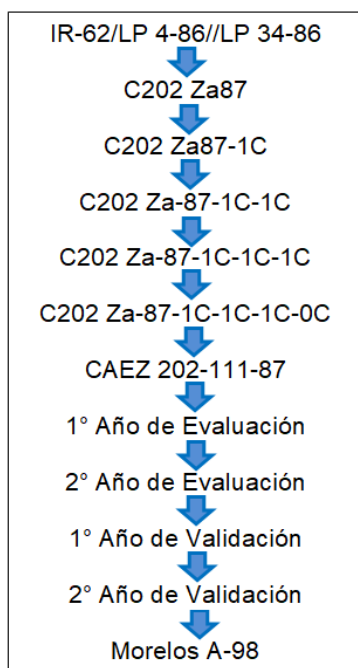 IR-62/LP 4-86//LP 34-86
C202 Za87
C202 Za87-1C
C202 Za-87-1C-1C
C202 Za-87-1C-1C-1C
C202 Za-87-1C-1C-1C-0C
CAEZ 202-111-87
1° Año de Evaluación
2° Año de Evaluación
1° Año de Validación
2° Año de Validación
Morelos A-98